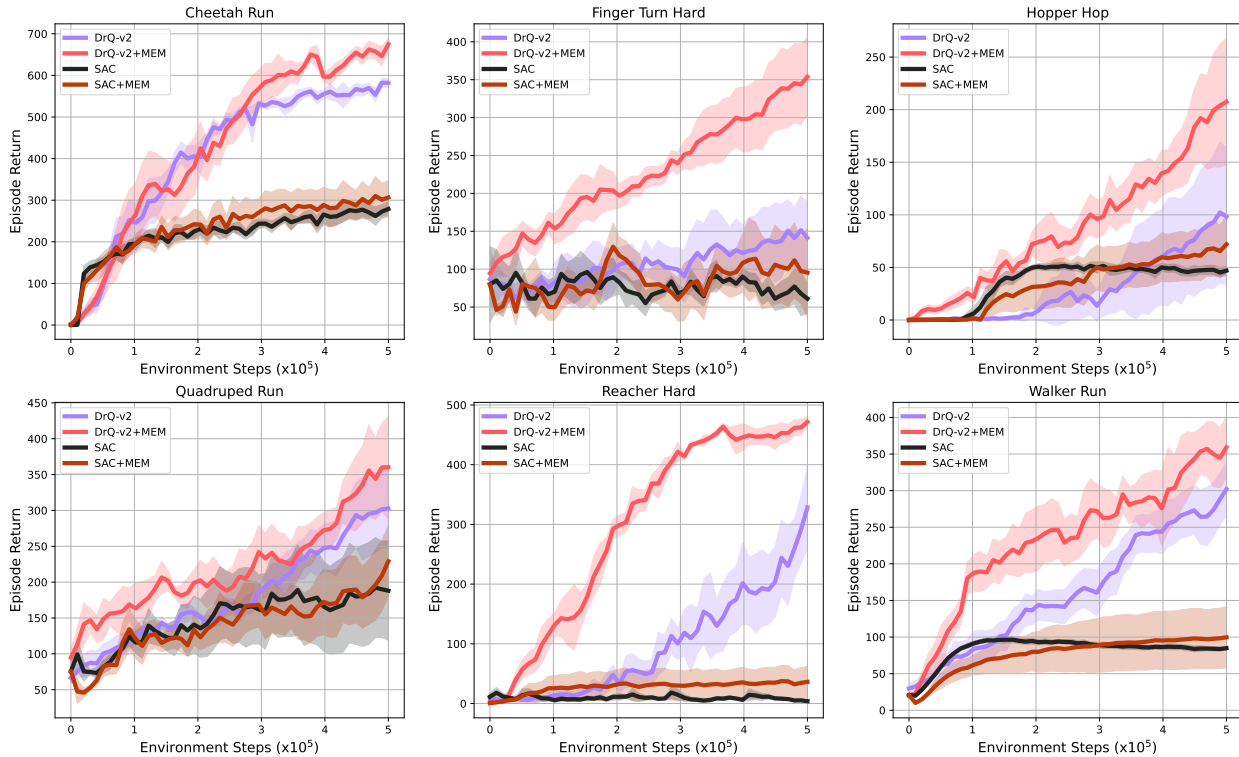 Cheetah Run
DrQ-v2
DrQ-v2+MEM
SAC
SAC+MEM
700
600
500
400
300
200
100
0
Episode Return
0 1 2 3 4 5
Environment Steps (x10⁵)
Finger Turn Hard
DrQ-v2
DrQ-v2+MEM
SAC
SAC+MEM
400
350
300
250
200
150
100
50
Episode Return
0 1 2 3 4 5
Environment Steps (x10⁵)
Hopper Hop
DrQ-v2
DrQ-v2+MEM
SAC
SAC+MEM
250
200
150
100
50
0
Episode Return
0 1 2 3 4 5
Environment Steps (x10⁵)
Quadruped Run
DrQ-v2
DrQ-v2+MEM
SAC
SAC+MEM
450
400
350
300
250
200
150
100
50
Episode Return
0 1 2 3 4 5
Environment Steps (x10⁵)
Reacher Hard
DrQ-v2
DrQ-v2+MEM
SAC
SAC+MEM
500
400
300
200
100
0
Episode Return
0 1 2 3 4 5
Environment Steps (x10⁵)
Walker Run
DrQ-v2
DrQ-v2+MEM
SAC
SAC+MEM
400
350
300
250
200
150
100
50
0
Episode Return
0 1 2 3 4 5
Environment Steps (x10⁵)